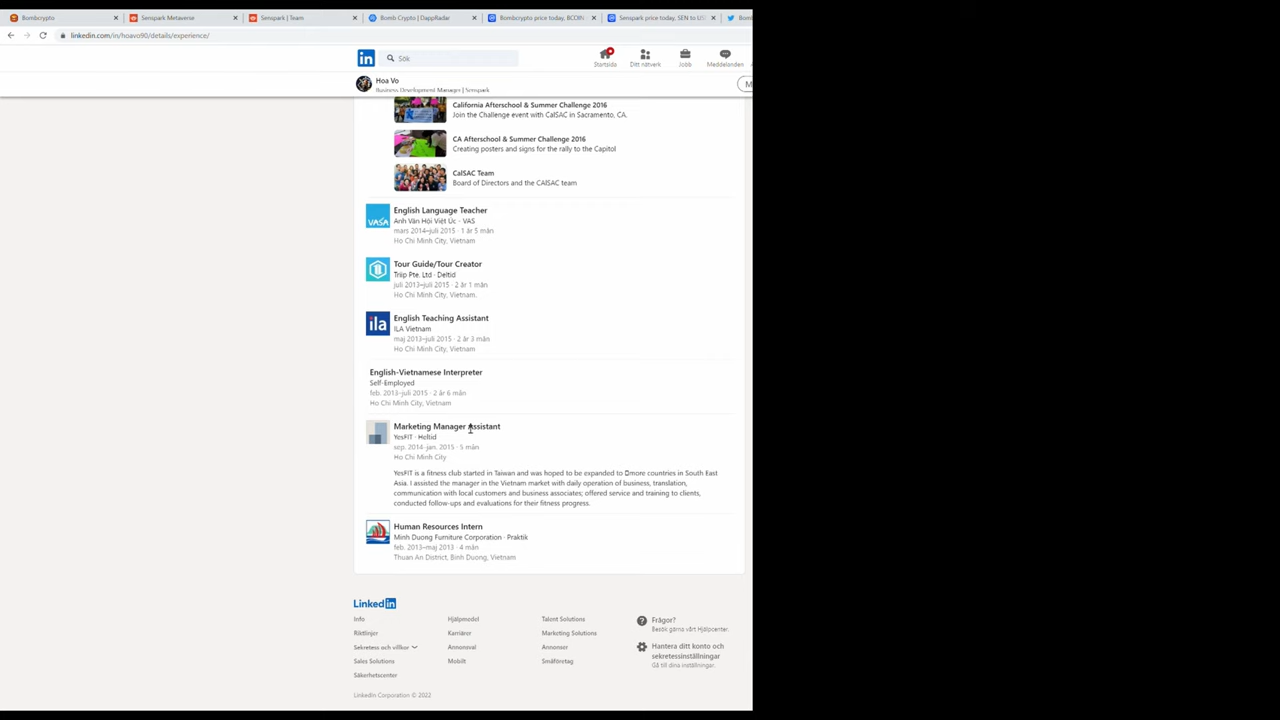 Bombcrypto
Senspark Metaverse
Senspark | Team
Bomb Crypto | DappRadar
Bombcrypto price today, BCOIN
Senspark price today, SEN to US
Bomb
linkedin.com/in/hoavo90/details/experience/
Sök
Startsida
Ditt nätverk
Jobb
Meddelanden
Hoa Vo
Business Development Manager | Senspark
M
California Afterschool & Summer Challenge 2016
Join the Challenge event with CalSAC in Sacramento, CA.
CA Afterschool & Summer Challenge 2016
Creating posters and signs for the rally to the Capitol
CalSAC Team
Board of Directors and the CAlSAC team
VASA
English Language Teacher
Anh Văn Hội Việt Úc - VAS
mars 2014–juli 2015 · 1 år 5 mån
Ho Chi Minh City, Vietnam
Tour Guide/Tour Creator
Triip Pte. Ltd · Deltid
juli 2013–juli 2015 · 2 år 1 mån
Ho Chi Minh City, Vietnam.
ila
English Teaching Assistant
ILA Vietnam
maj 2013–juli 2015 · 2 år 3 mån
Ho Chi Minh City, Vietnam
English-Vietnamese Interpreter
Self-Employed
feb. 2013–juli 2015 · 2 år 6 mån
Ho Chi Minh City, Vietnam
Marketing Manager Assistant
YesFIT · Heltid
sep. 2014–jan. 2015 · 5 mån
Ho Chi Minh City
YesFIT is a fitness club started in Taiwan and was hoped to be expanded to more countries in South East
Asia. I assisted the manager in the Vietnam market with daily operation of business, translation,
communication with local customers and business associates; offered service and training to clients,
conducted follow-ups and evaluations for their fitness progress.
Human Resources Intern
Minh Duong Furniture Corporation · Praktik
feb. 2013–maj 2013 · 4 mån
Thuan An District, Binh Duong, Vietnam
LinkedIn
Info
Hjälpmedel
Talent Solutions
Frågor?
Besök gärna vårt Hjälpcenter.
Riktlinjer
Karriärer
Marketing Solutions
Sekretess och villkor
Annonsval
Annonser
Hantera ditt konto och
sekretessinställningar
Gå till dina inställningar.
Sales Solutions
Mobilt
Småföretag
Säkerhetscenter
LinkedIn Corporation © 2022